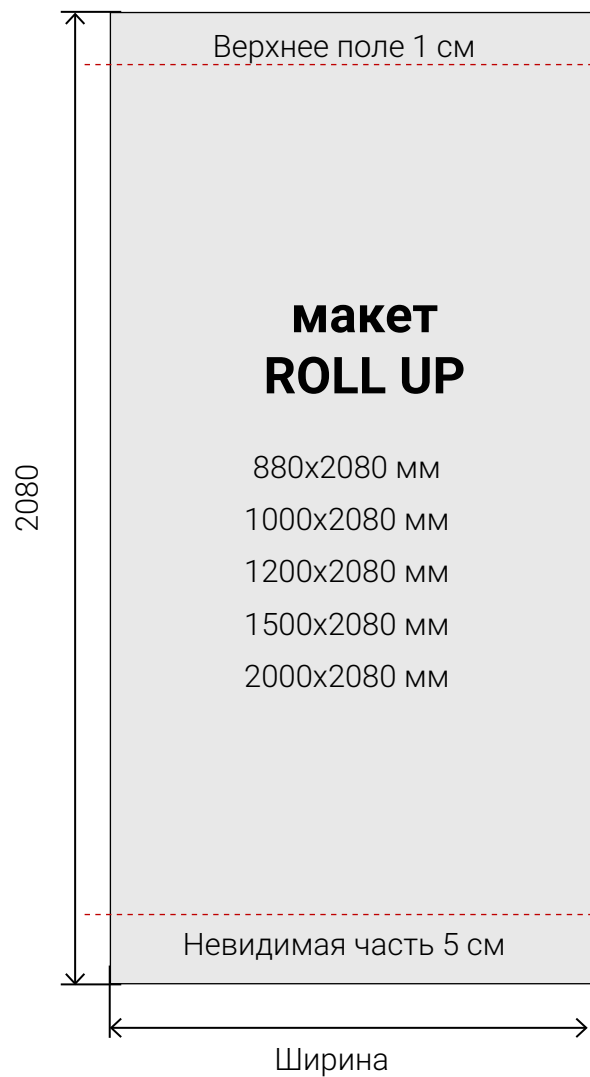 Верхнее поле 1 см
макет
ROLL UP
880x2080 мм
1000x2080 мм
1200x2080 мм
1500x2080 мм
2000x2080 мм
2080
Невидимая часть 5 см
Ширина